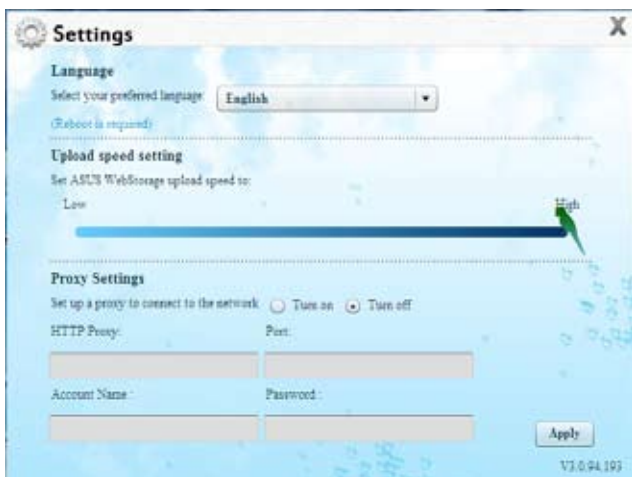 Settings
X
Language
Select your preferred language
English
(Reboot is required)
Upload speed setting
Set ASUS WebStorage upload speed to:
Low
High
Proxy Settings
Set up a proxy to connect to the network
Turn on
Turn off
HTTP Proxy:
Port:
Account Name :
Password :
Apply
V3.0.94.193